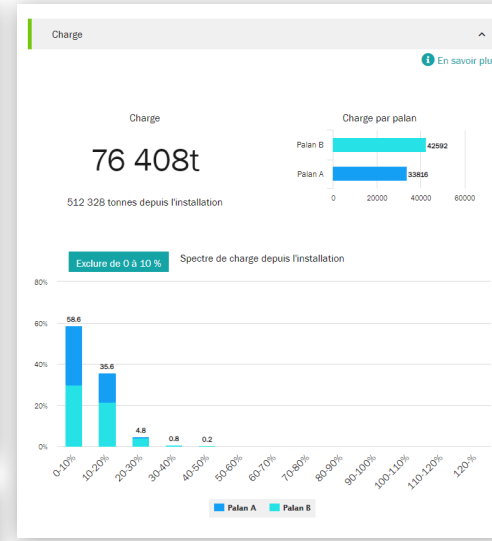 Charge
En savoir plu
Charge
76 408t
512 328 tonnes depuis l'installation
Charge par palan
Palan B
42592
Palan A
33816
0 20000 40000 60000
Exclure de 0 à 10 %
Spectre de charge depuis l'installation
80%
60%
40%
20%
0%
58.6
35.6
4.8
0.8
0.2
0-10%
10-20%
20-30%
30-40%
40-50%
50-60%
60-70%
70-80%
80-90%
90-100%
100-110%
110-120%
120-%
Palan A Palan B